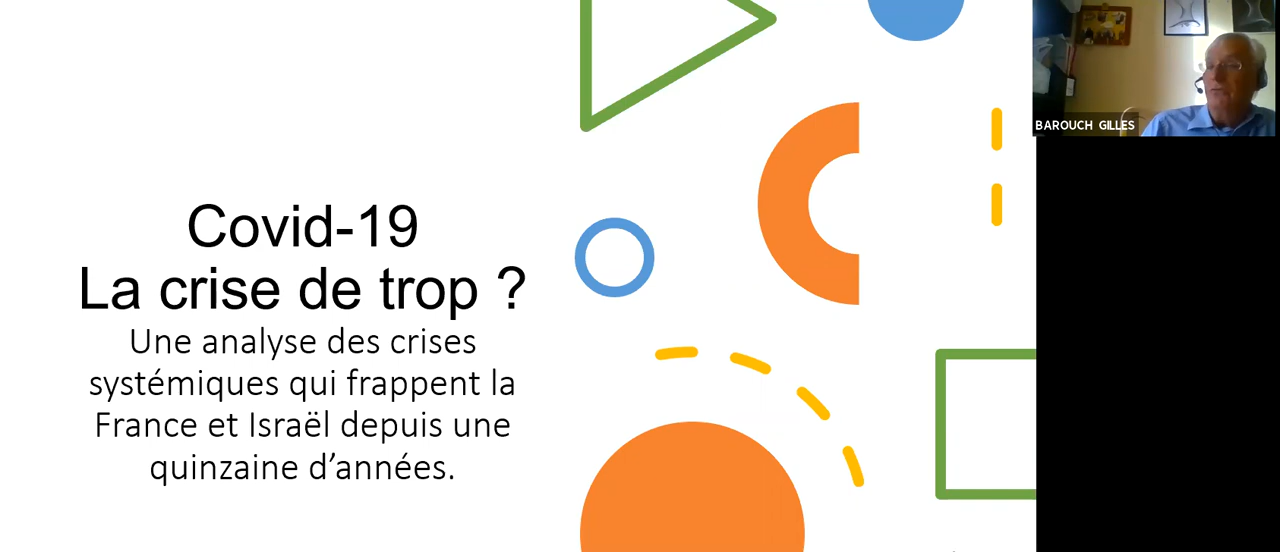 Covid-19
La crise de trop ?
Une analyse des crises
systémiques qui frappent la
France et Israël depuis une
quinzaine d’années.
BAROUCH GILLES